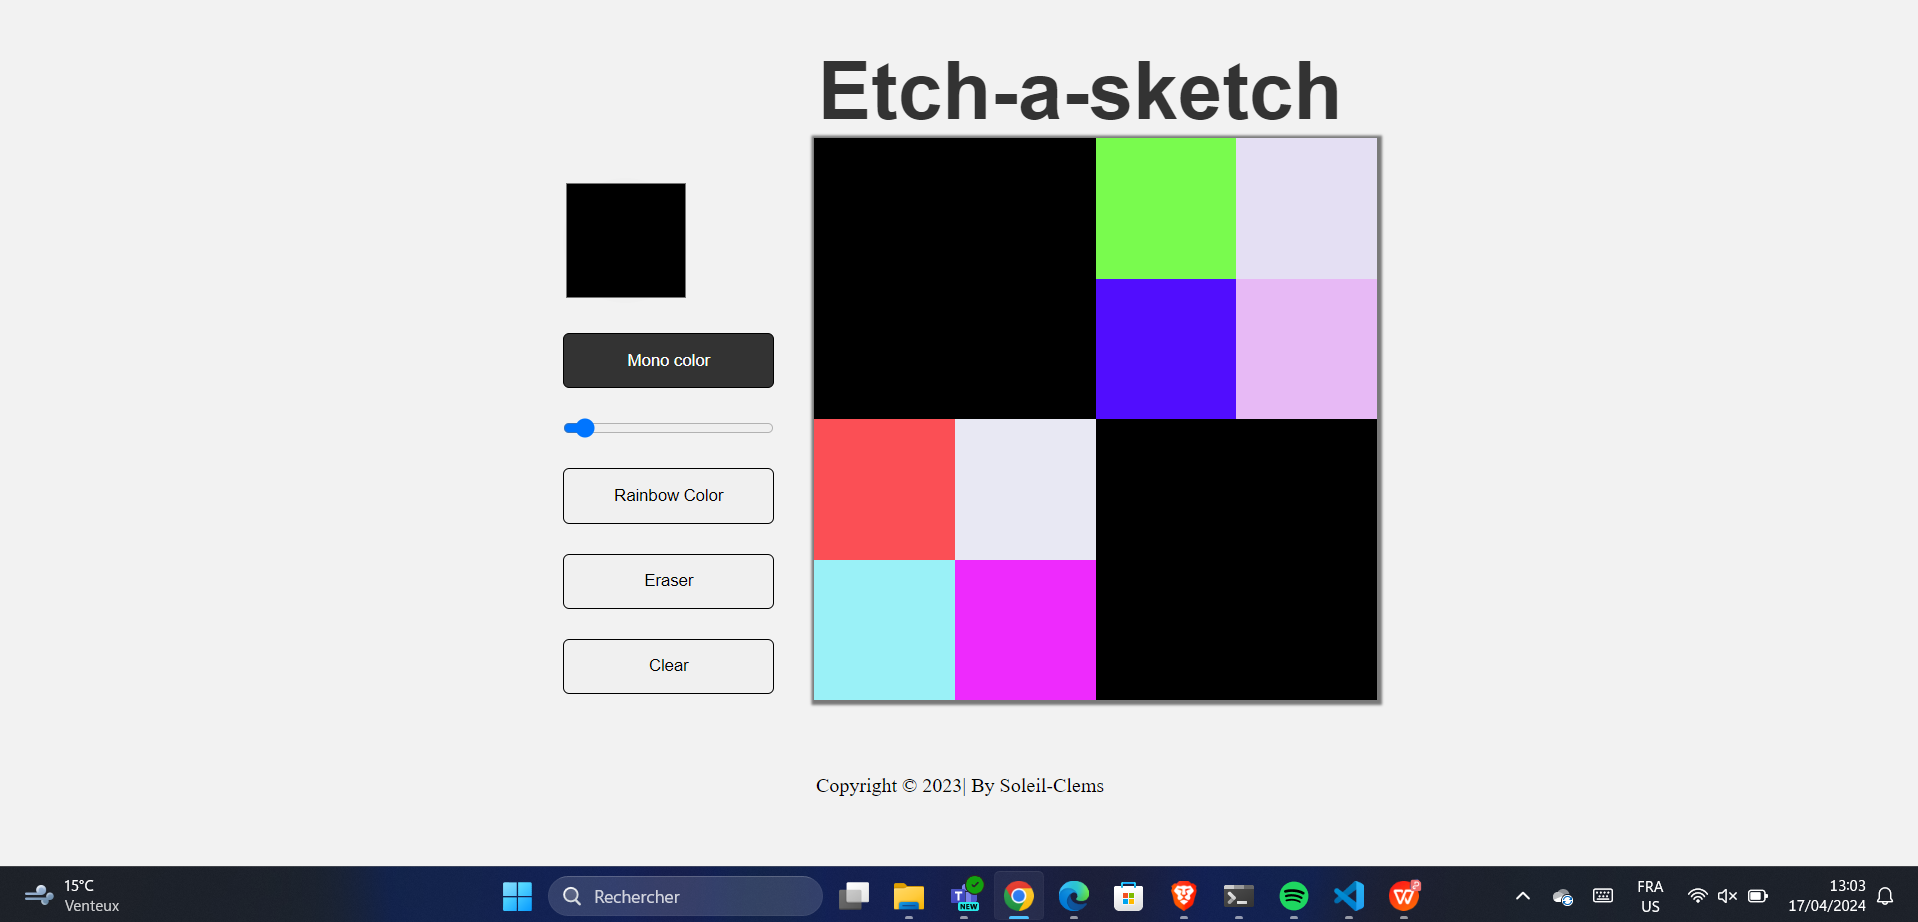 Etch-a-sketch
Mono color
Rainbow Color
Eraser
Clear
Copyright © 2023| By Soleil-Clems
15°C
Venteux
Rechercher
NEW
FRA
US
13:03
17/04/2024